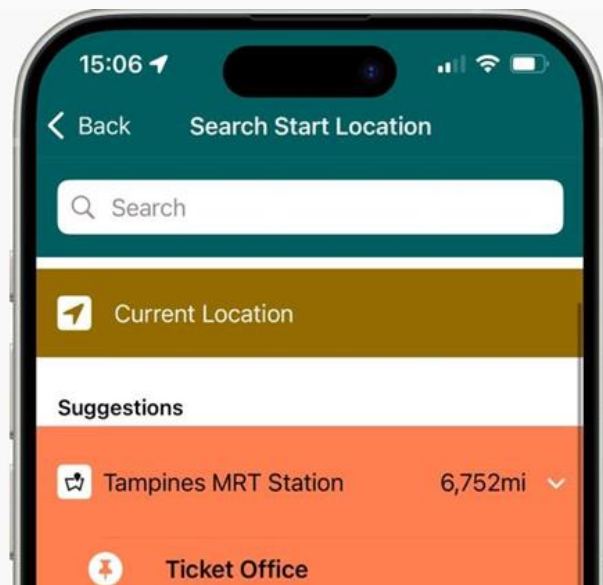 15:06
Back Search Start Location
Search
Current Location
Suggestions
Tampines MRT Station 6,752mi
Ticket Office